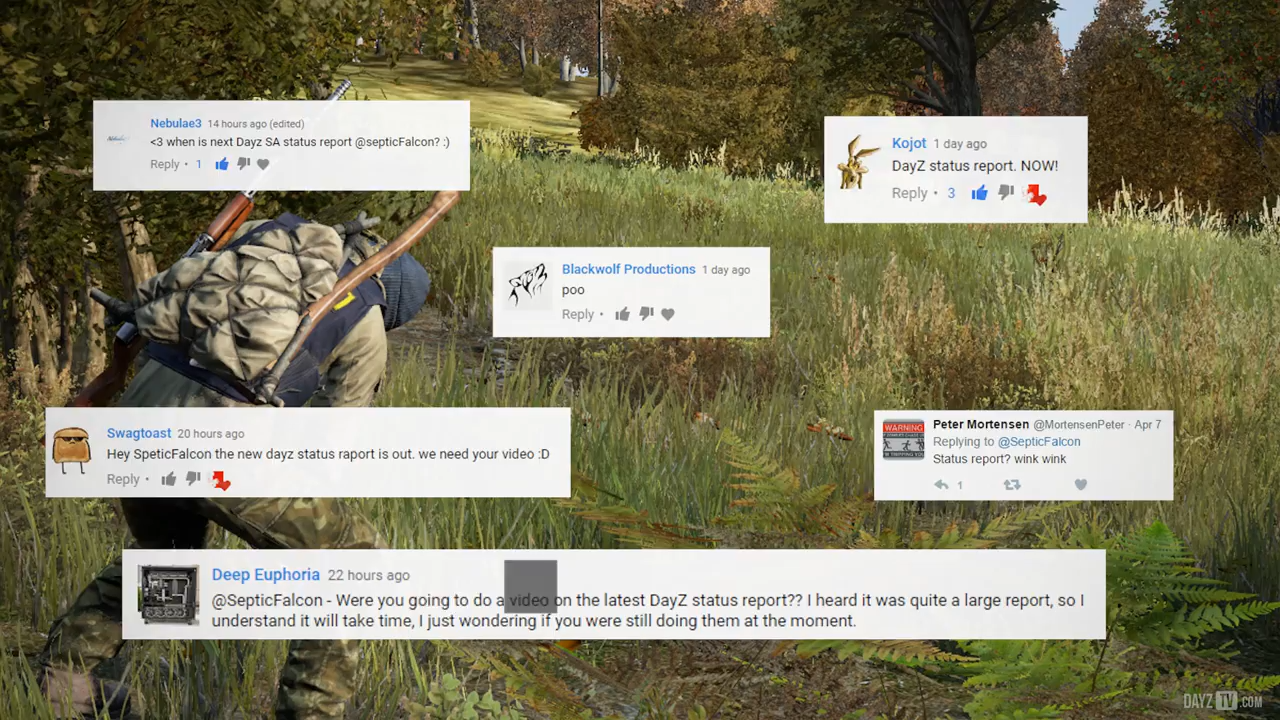 Nebulae3 14 hours ago (edited)
<3 when is next Dayz SA status report @septicFalcon? :)
Reply • 1
Kojot 1 day ago
DayZ status report. NOW!
Reply • 3
Blackwolf Productions 1 day ago
poo
Reply •
Swagtoast 20 hours ago
Hey SpeticFalcon the new dayz status raport is out. we need your video :D
Reply •
WARNING
Peter Mortensen @MortensenPeter · Apr 7
Replying to @SepticFalcon
Status report? wink wink
1
Deep Euphoria 22 hours ago
@SepticFalcon - Were you going to do a video on the latest DayZ status report?? I heard it was quite a large report, so I
understand it will take time, I just wondering if you were still doing them at the moment.
DAYZ TV .COM